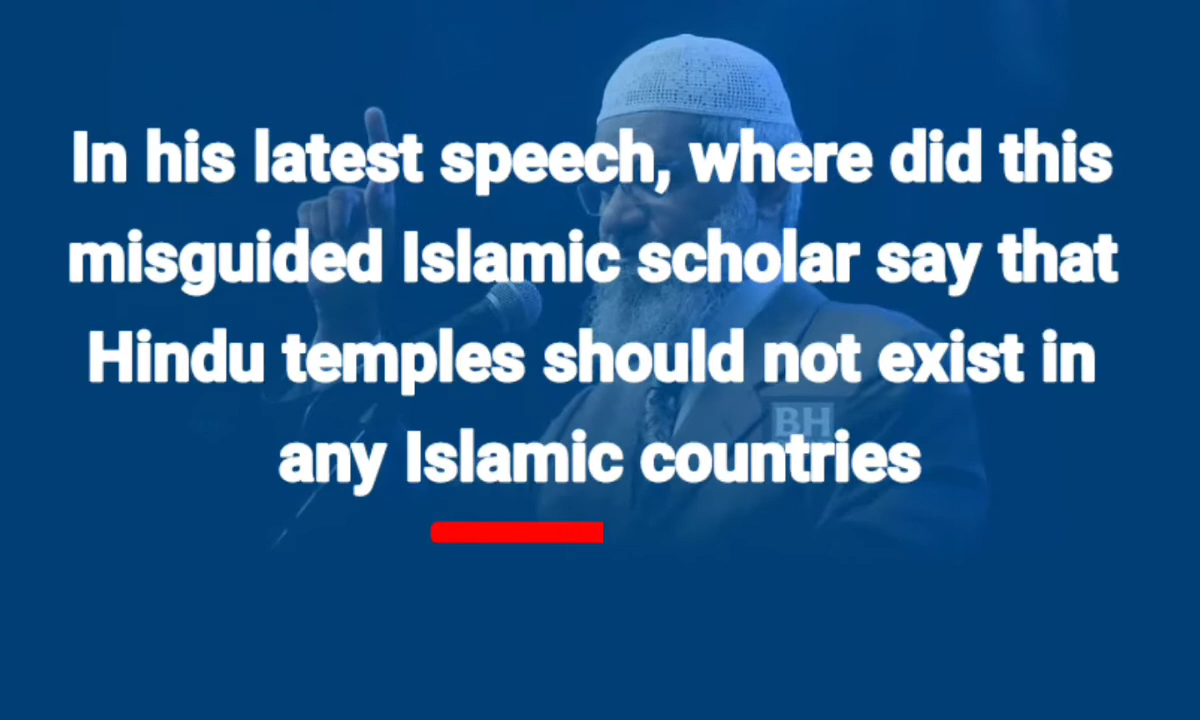 In his latest speech, where did this
misguided Islamic scholar say that
Hindu temples should not exist in
any Islamic countries
BH